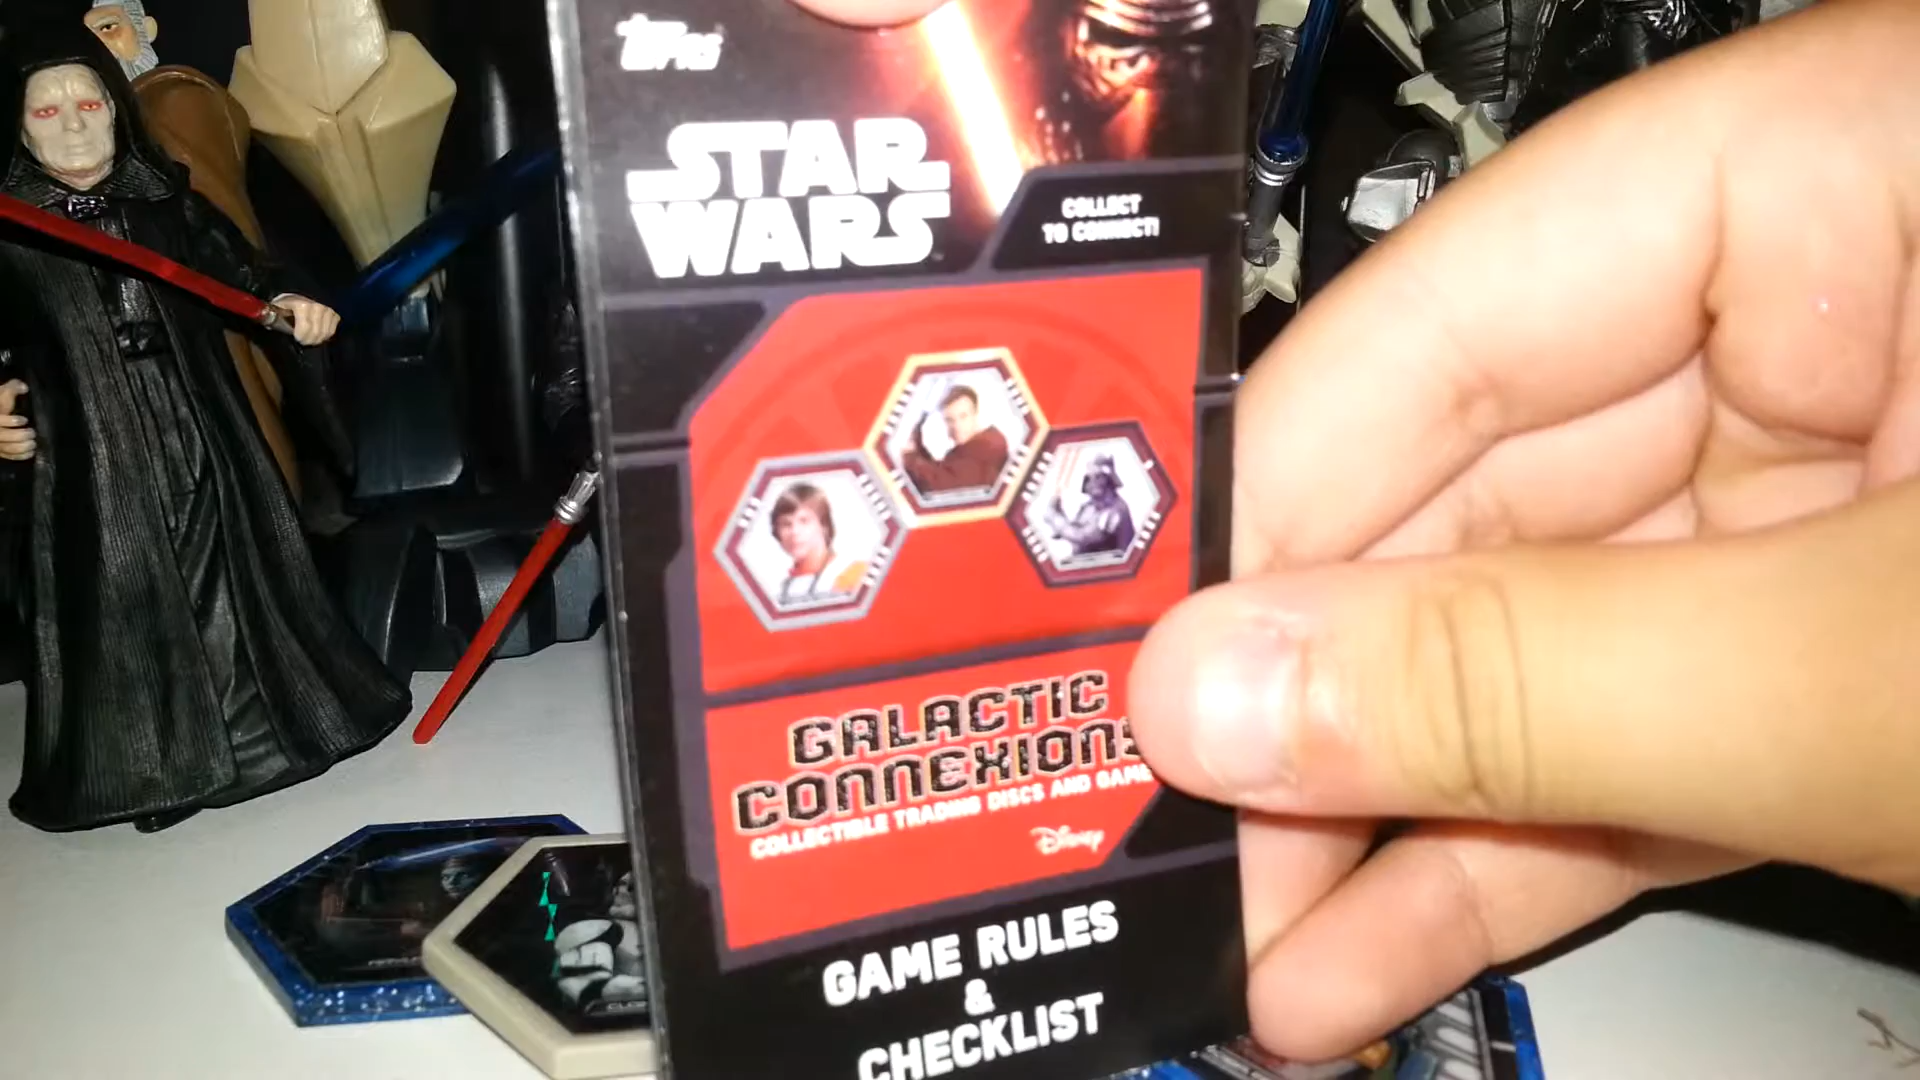 Topps
STAR
WARS
COLLECT
TO CONNECT!
GALACTIC
CONNEXIONS
COLLECTIBLE TRADING DISCS AND GAME
Disney
GAME RULES
&
CHECKLIST